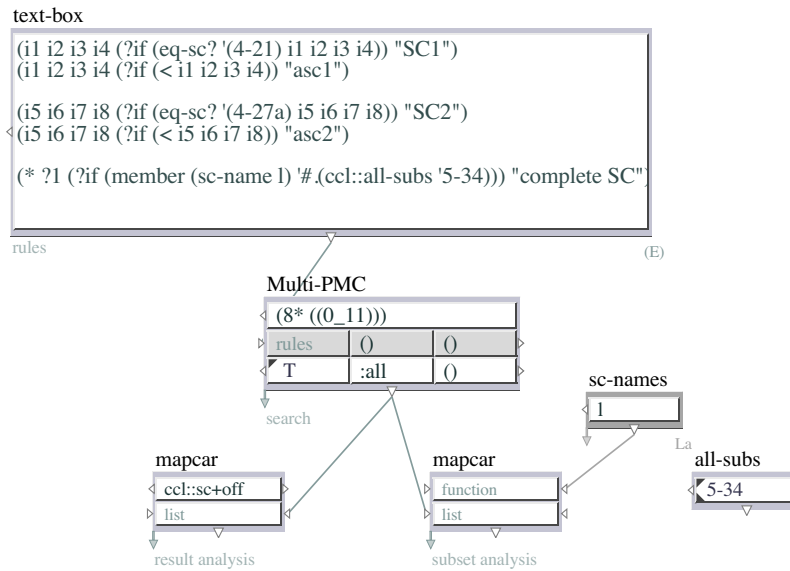 text-box
(i1 i2 i3 i4 (?if (eq-sc? '(4-21) i1 i2 i3 i4)) "SC1")
(i1 i2 i3 i4 (?if (< i1 i2 i3 i4)) "asc1")
(i5 i6 i7 i8 (?if (eq-sc? '(4-27a) i5 i6 i7 i8)) "SC2")
(i5 i6 i7 i8 (?if (< i5 i6 i7 i8)) "asc2")
(* ?1 (?if (member (sc-name l) '#.(ccl::all-subs '5-34))) "complete SC")
rules
(E)
Multi-PMC
(8* ((0_11)))
rules () ()
T :all ()
search
sc-names
l
La
mapcar
ccl::sc+off
list
result analysis
mapcar
function
list
subset analysis
all-subs
5-34